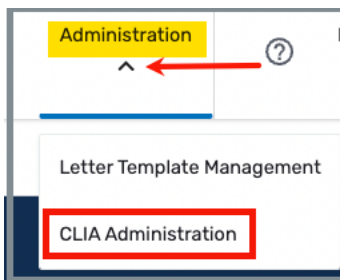 Administration
?
Letter Template Management
CLIA Administration